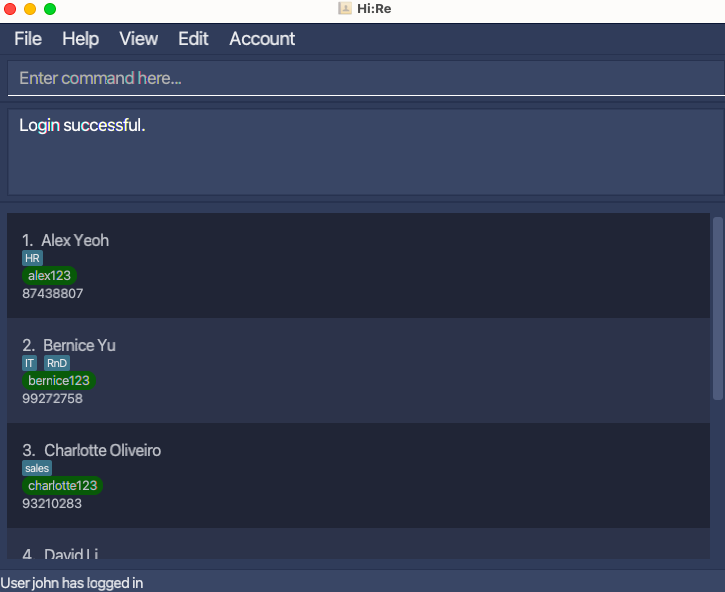 Hi:Re
File Help View Edit Account
Enter command here...
Login successful.
1. Alex Yeoh
HR
alex123
87438807
2. Bernice Yu
IT RnD
bernice123
99272758
3. Charlotte Oliveiro
sales
charlotte123
93210283
4. David Li
User john has logged in